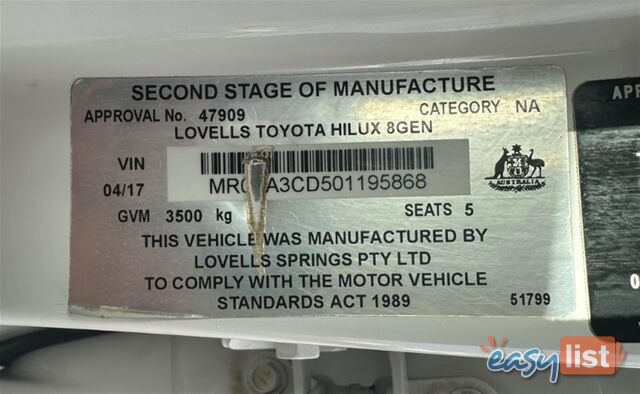 SECOND STAGE OF MANUFACTURE
APPROVAL No. 47909 CATEGORY NA
LOVELLS TOYOTA HILUX 8GEN
VIN
04/17 A3CD501195868
GVM 3500 kg SEATS 5
AUSTRALIA
THIS VEHICLE WAS MANUFACTURED BY
LOVELLS SPRINGS PTY LTD
TO COMPLY WITH THE MOTOR VEHICLE
STANDARDS ACT 1989 51799
easylist